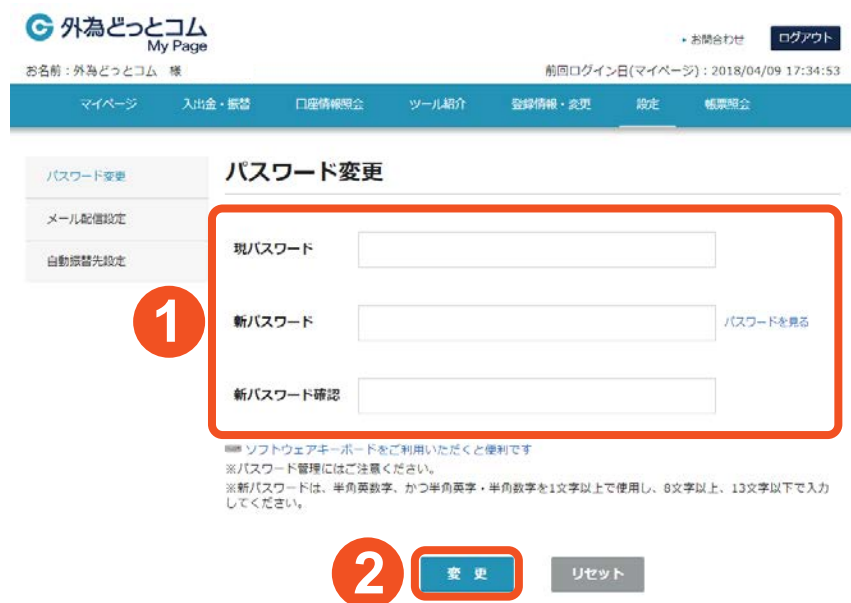 外為どっとコム
My Page
お問合わせ ログアウト
お名前：外為どっとコム 様 前回ログイン日(マイページ)：2018/04/09 17:34:53
マイページ 入出金・振替 口座情報照会 ツール紹介 登録情報・変更 設定 帳票照会
パスワード変更
メール配信設定
自動振替先設定
パスワード変更
1
現パスワード
新パスワード パスワードを見る
新パスワード確認
ソフトウェアキーボードをご利用いただくと便利です
※パスワード管理にはご注意ください。
※新パスワードは、半角英数字、かつ半角英字・半角数字を1文字以上で使用し、8文字以上、13文字以下で入力
してください。
2 変 更 リセット